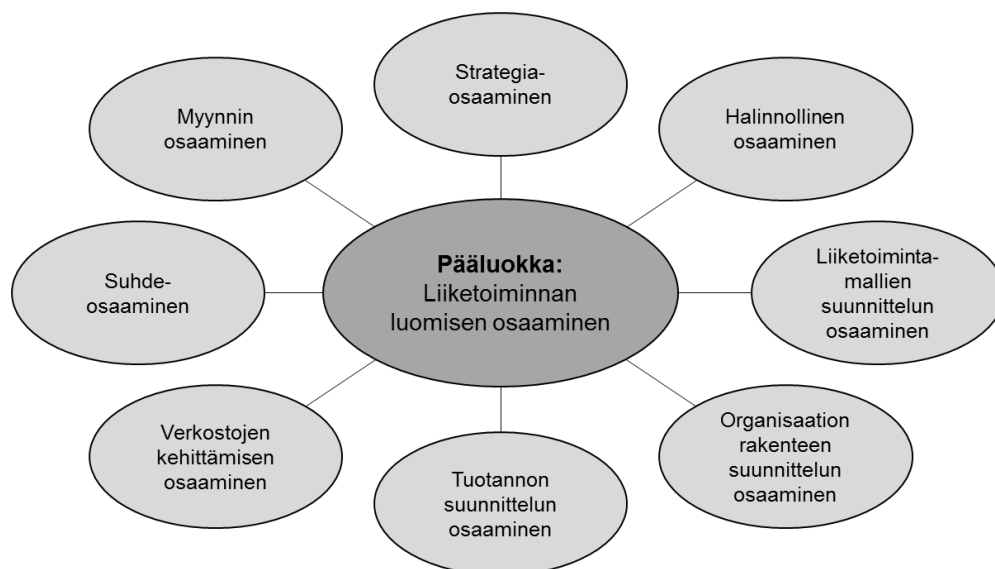 Strategia-
osaaminen
Myynnin
osaaminen
Halinnollinen
osaaminen
Suhde-
osaaminen
Pääluokka:
Liiketoiminnan
luomisen osaaminen
Liiketoiminta-
mallien
suunnittelun
osaaminen
Verkostojen
kehittämisen
osaaminen
Tuotannon
suunnittelun
osaaminen
Organisaation
rakenteen
suunnittelun
osaaminen